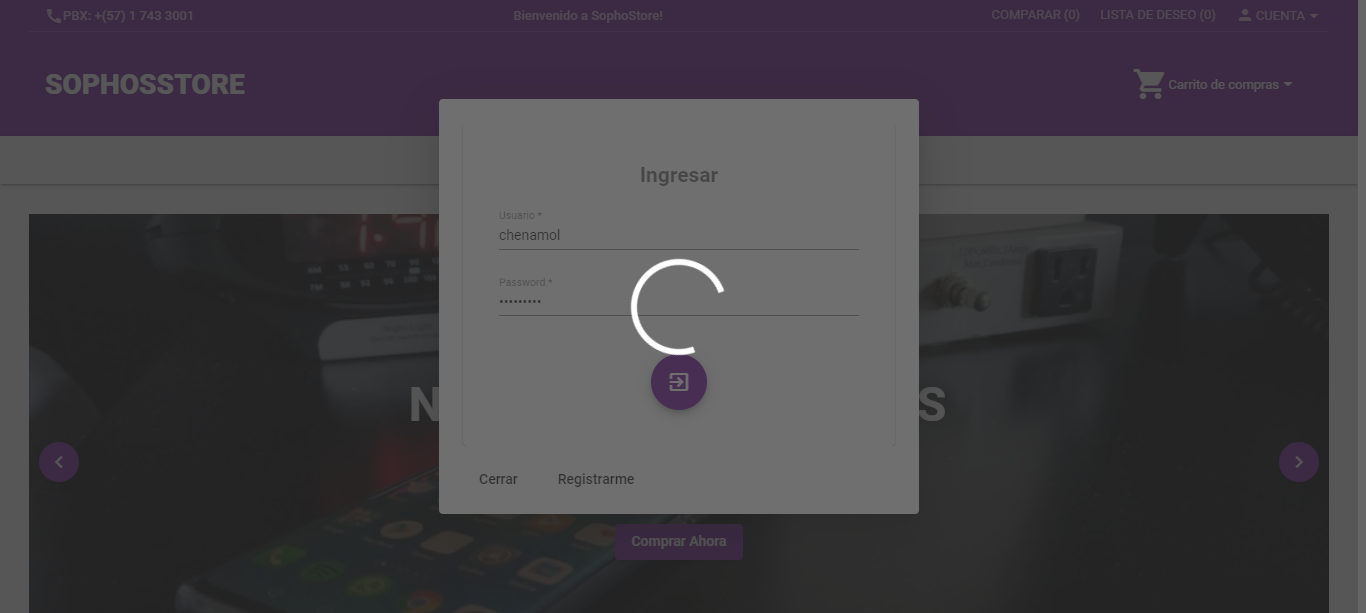 PBX: +(57) 1 743 3001
Bienvenido a SophoStore!
COMPARAR (0)
LISTA DE DESEO (0)
CUENTA
SOPHOSSTORE
Carrito de compras
Ingresar
Usuario *
chenamol
Password *
•••••••••
Cerrar
Registrarme
Comprar Ahora